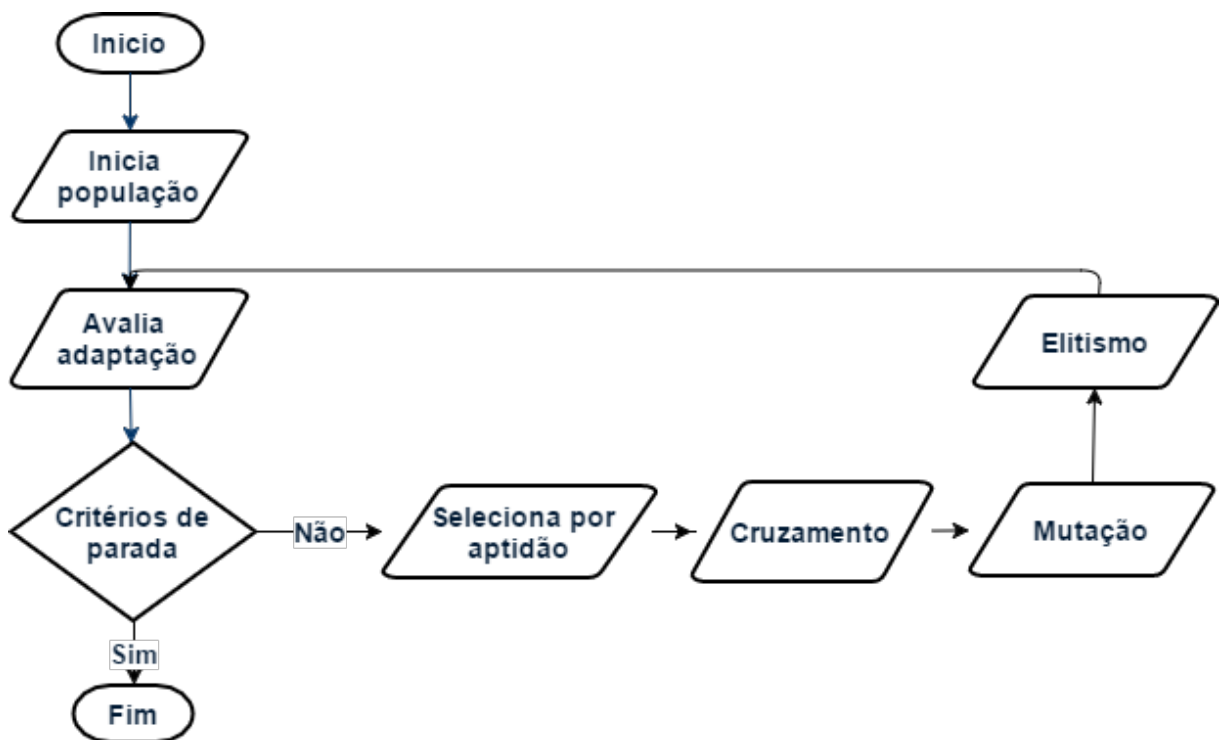 Inicio
Inicia
população
Avalia
adaptação
Critérios de
parada
Não
Seleciona por
aptidão
Cruzamento
Mutação
Elitismo
Sim
Fim